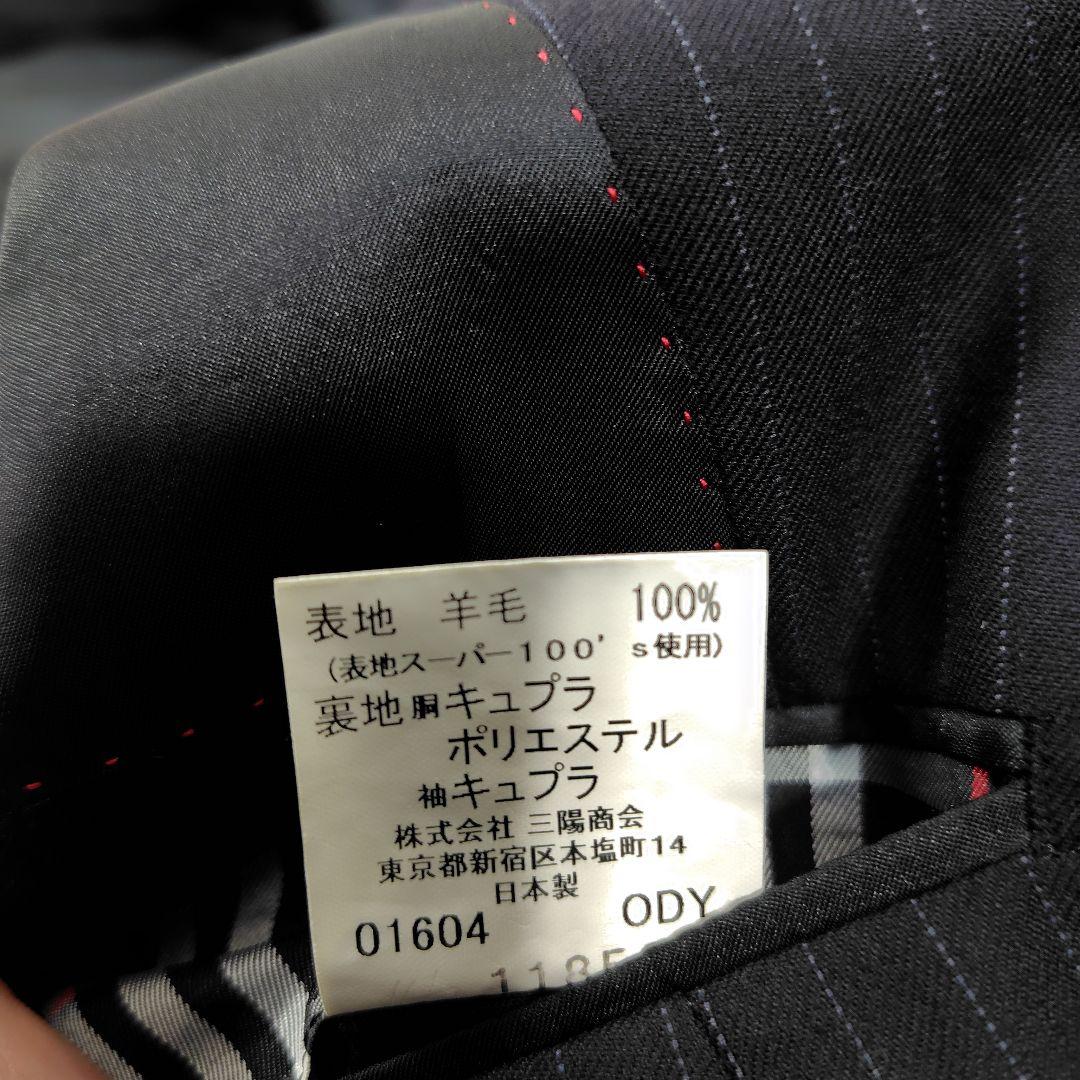 表地 羊毛 100%
(表地スーパー100's使用)
裏地胴キュプラ
ポリエステル
袖キュプラ
株式会社 三陽商会
東京都新宿区本塩町14
日本製
01604 ODY